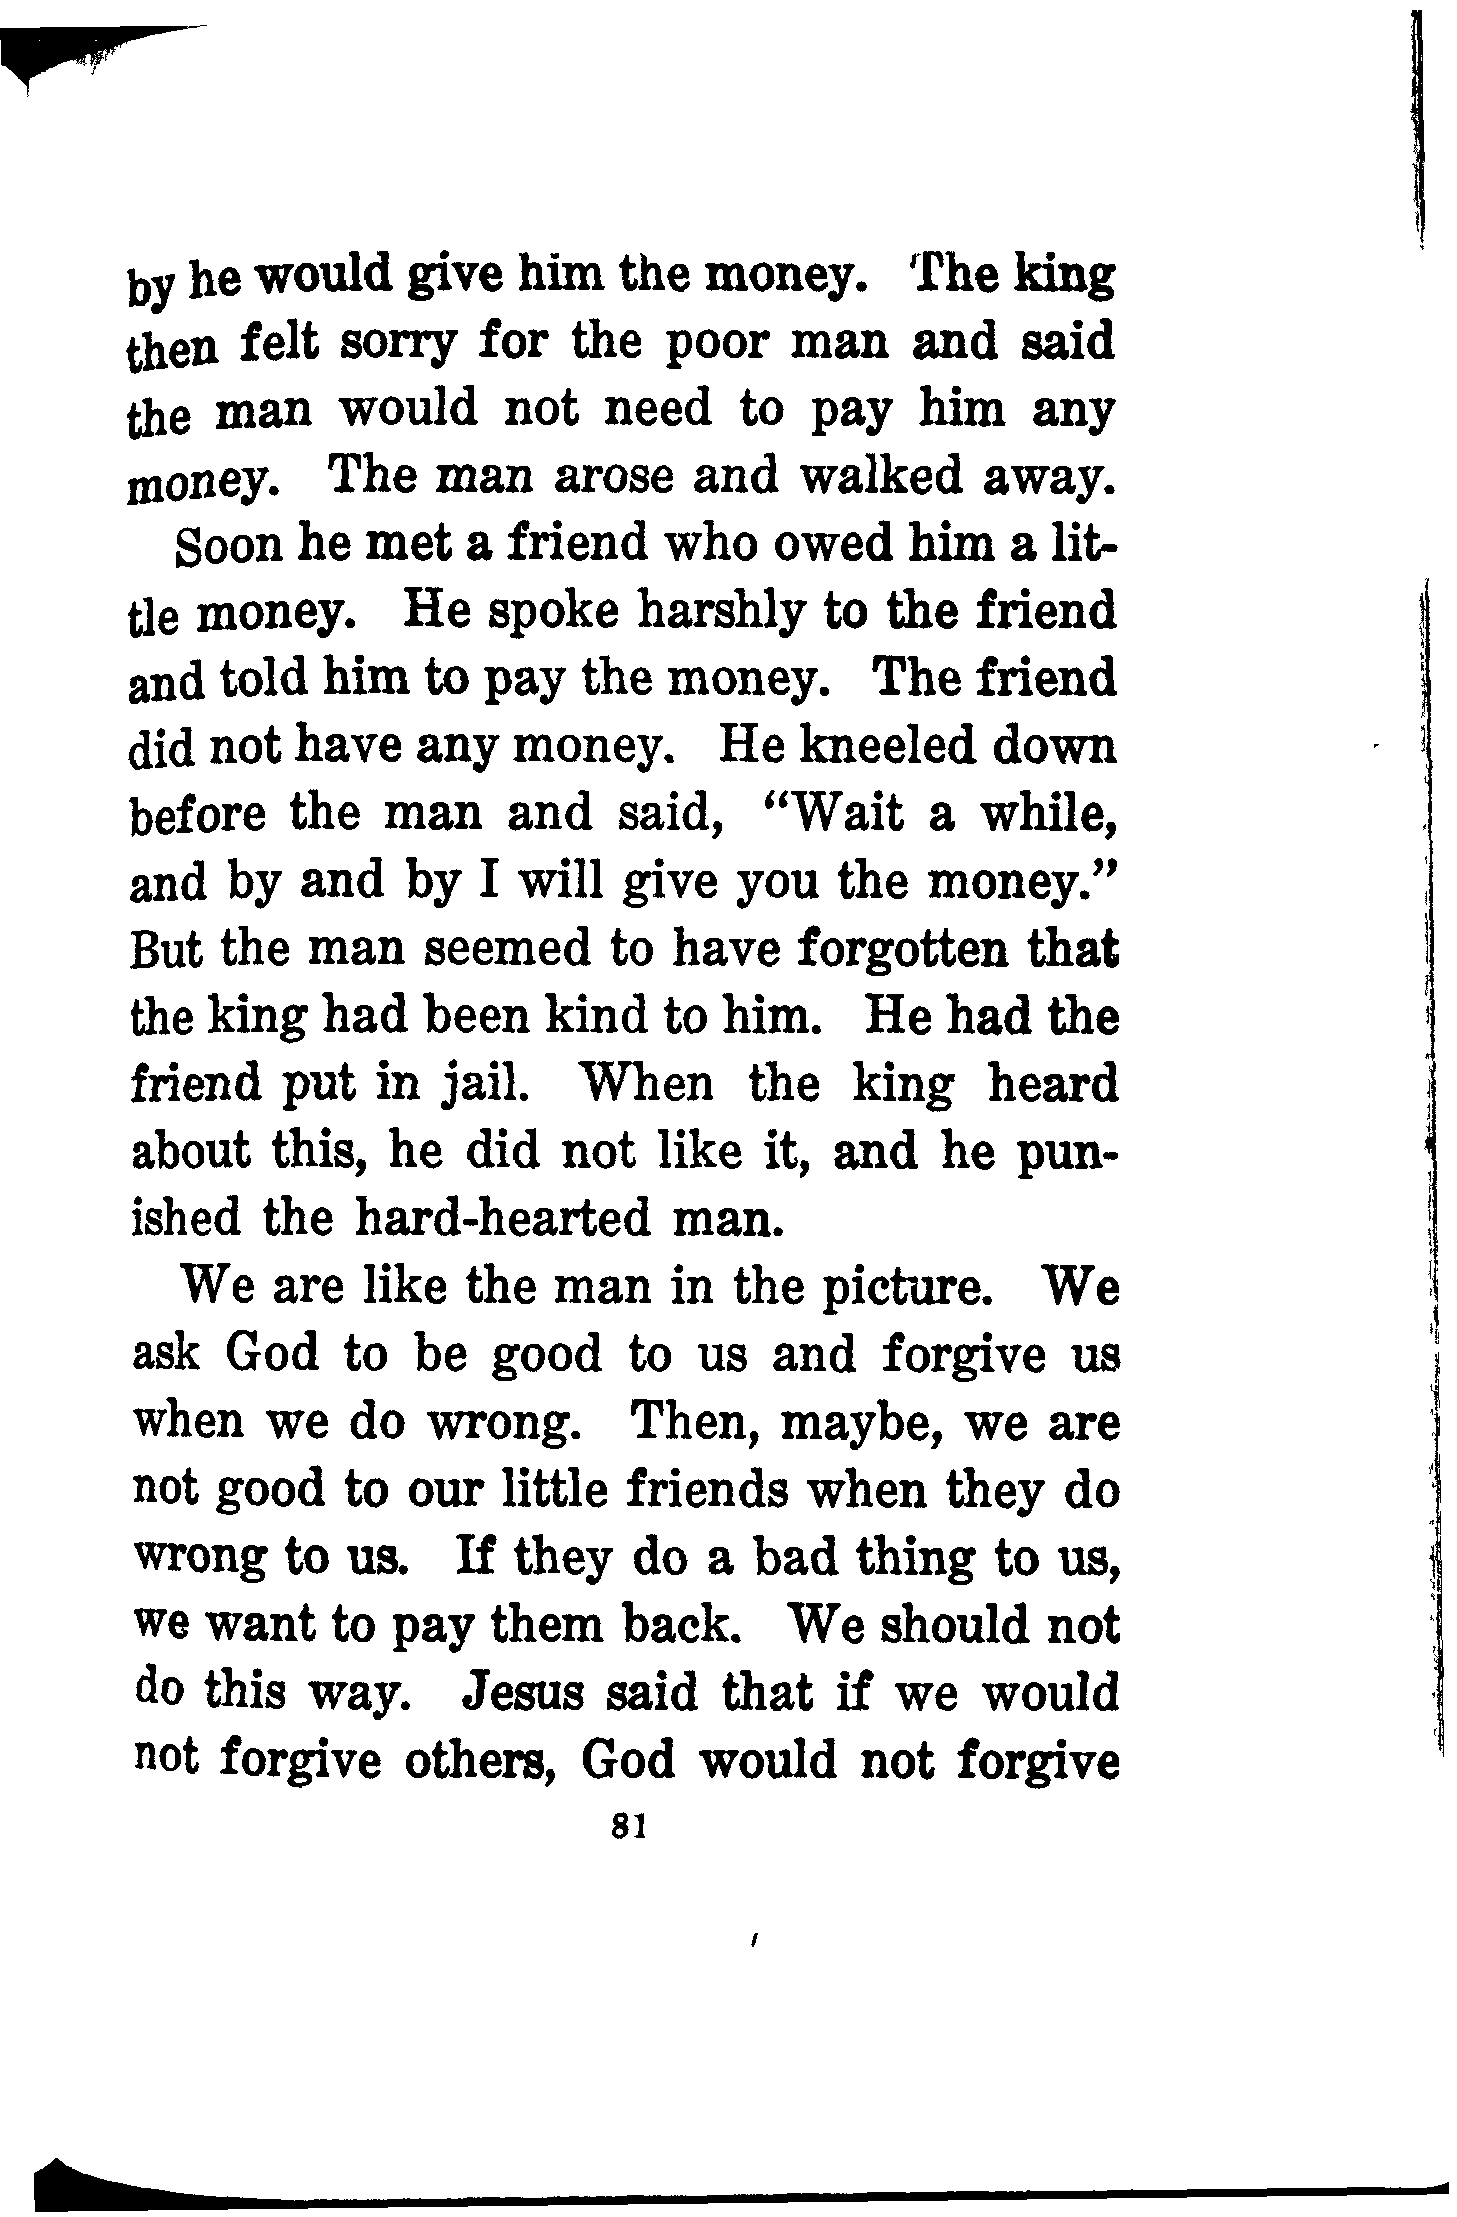 by he would give him the money. The king
then felt sorry for the poor man and said
the man would not need to pay him any
money. The man arose and walked away.
Soon he met a friend who owed him a lit-
tle money. He spoke harshly to the friend
and told him to pay the money. The friend
did not have any money. He kneeled down
before the man and said, "Wait a while,
and by and by I will give you the money."
But the man seemed to have forgotten that
the king had been kind to him. He had the
friend put in jail. When the king heard
about this, he did not like it, and he pun-
ished the hard-hearted man.
We are like the man in the picture. We
ask God to be good to us and forgive us
when we do wrong. Then, maybe, we are
not good to our little friends when they do
wrong to us. If they do a bad thing to us,
we want to pay them back. We should not
do this way. Jesus said that if we would
not forgive others, God would not forgive
81